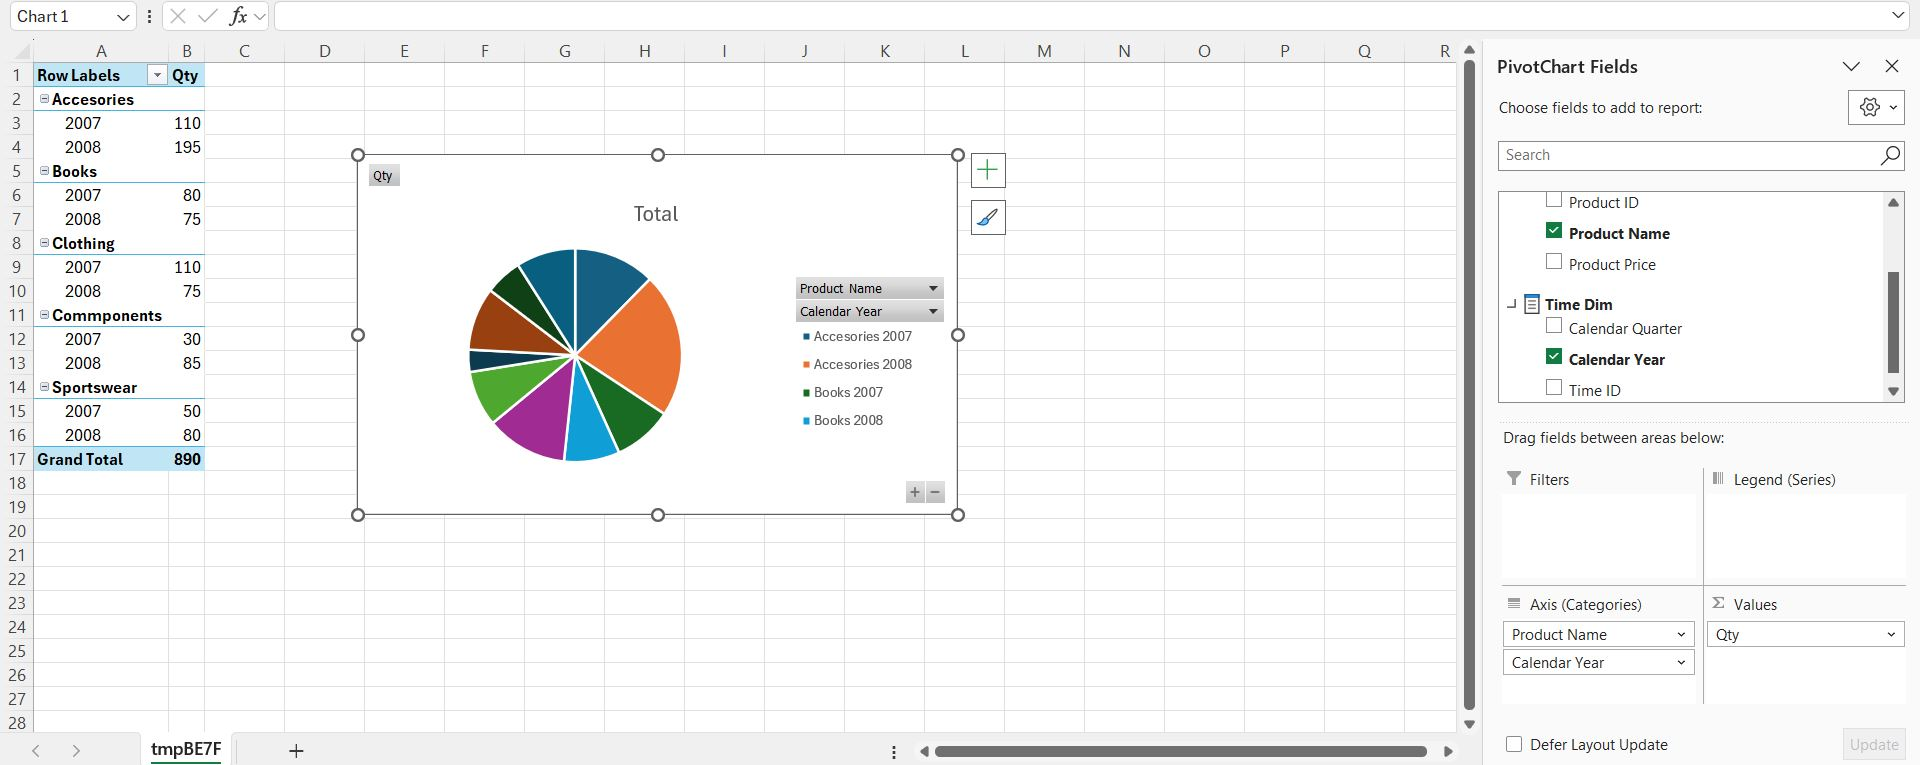 Chart 1
fx
A B C D E F G H I J K L M N O P Q R
1 Row Labels Qty
2 Accesories
3 2007 110
4 2008 195
5 Books
6 2007 80
7 2008 75
8 Clothing
9 2007 110
10 2008 75
11 Commponents
12 2007 30
13 2008 85
14 Sportswear
15 2007 50
16 2008 80
17 Grand Total 890
18
19
20
21
22
23
24
25
26
27
28
Qty
Total
Product Name
Calendar Year
Accesories 2007
Accesories 2008
Books 2007
Books 2008
+ −
tmpBE7F
PivotChart Fields
Choose fields to add to report:
Search
Product ID
Product Name
Product Price
Time Dim
Calendar Quarter
Calendar Year
Time ID
Drag fields between areas below:
Filters
Legend (Series)
Axis (Categories)
Product Name
Calendar Year
Σ Values
Qty
Defer Layout Update
Update